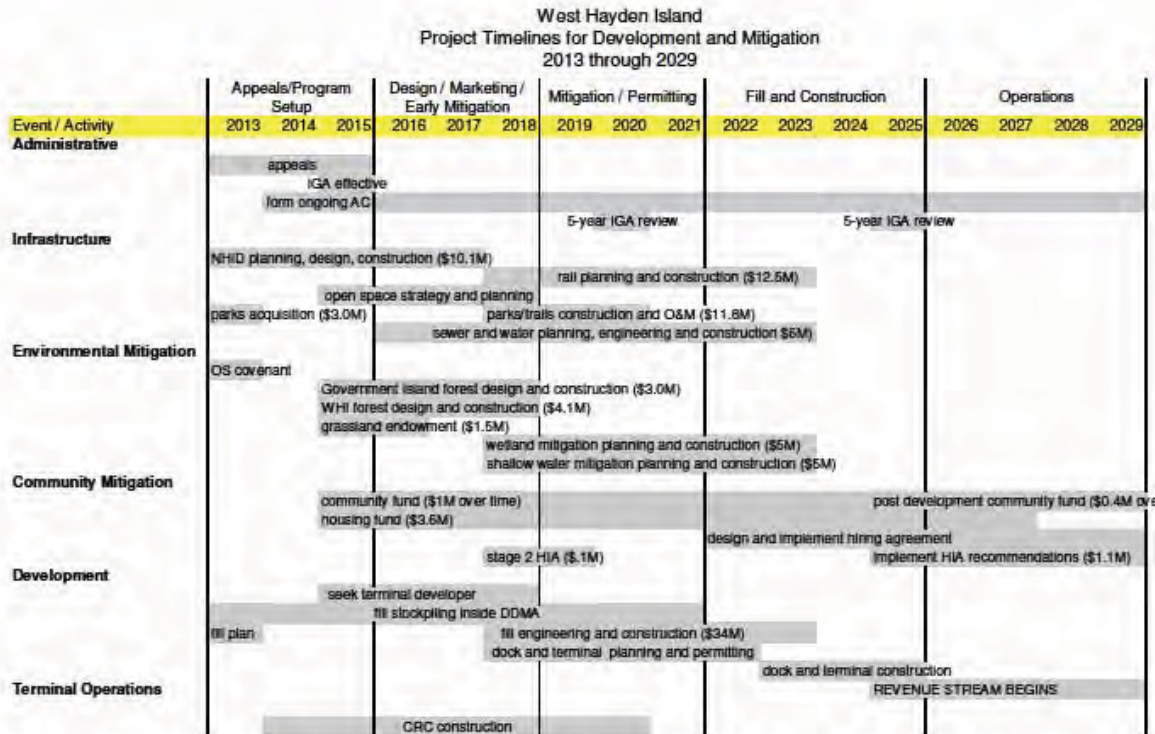 West Hayden Island
Project Timelines for Development and Mitigation
2013 through 2029
Appeals/Program Setup
Design / Marketing / Early Mitigation
Mitigation / Permitting
Fill and Construction
Operations
Event / Activity 2013 2014 2015 2016 2017 2018 2019 2020 2021 2022 2023 2024 2025 2026 2027 2028 2029
Administrative
appeals
IGA effective
form ongoing AC
5-year IGA review 5-year IGA review
Infrastructure
NHID planning, design, construction ($10.1M)
rail planning and construction ($12.5M)
open space strategy and planning
parks acquisition ($3.0M) parks/trails construction and O&M ($11.6M)
sewer and water planning, engineering and construction $6M)
Environmental Mitigation
OS covenant
Government Island forest design and construction ($3.0M)
WHI forest design and construction ($4.1M)
grassland endowment ($1.5M)
wetland mitigation planning and construction ($5M)
shallow water mitigation planning and construction ($5M)
Community Mitigation
community fund ($1M over time) post development community fund ($0.4M ove
housing fund ($3.6M)
design and implement hiring agreement
stage 2 HIA ($.1M) implement HIA recommendations ($1.1M)
Development
seek terminal developer
fill stockpiling inside DDMA
fill plan fill engineering and construction ($34M)
dock and terminal planning and permitting
dock and terminal construction
Terminal Operations REVENUE STREAM BEGINS
CRC construction